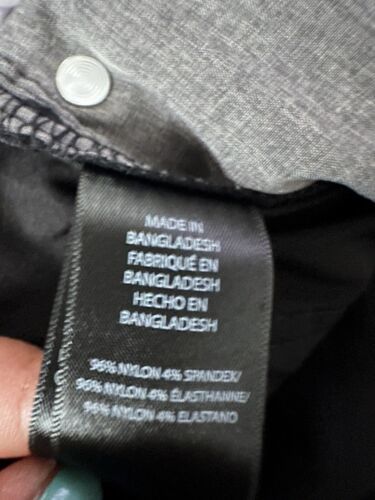 MADE IN
BANGLADESH
FABRIQUÉ EN
BANGLADESH
HECHO EN
BANGLADESH
96% NYLON 4% SPANDEX/
96% NYLON 4% ÉLASTHANNE/
96% NYLON 4% ELASTANO